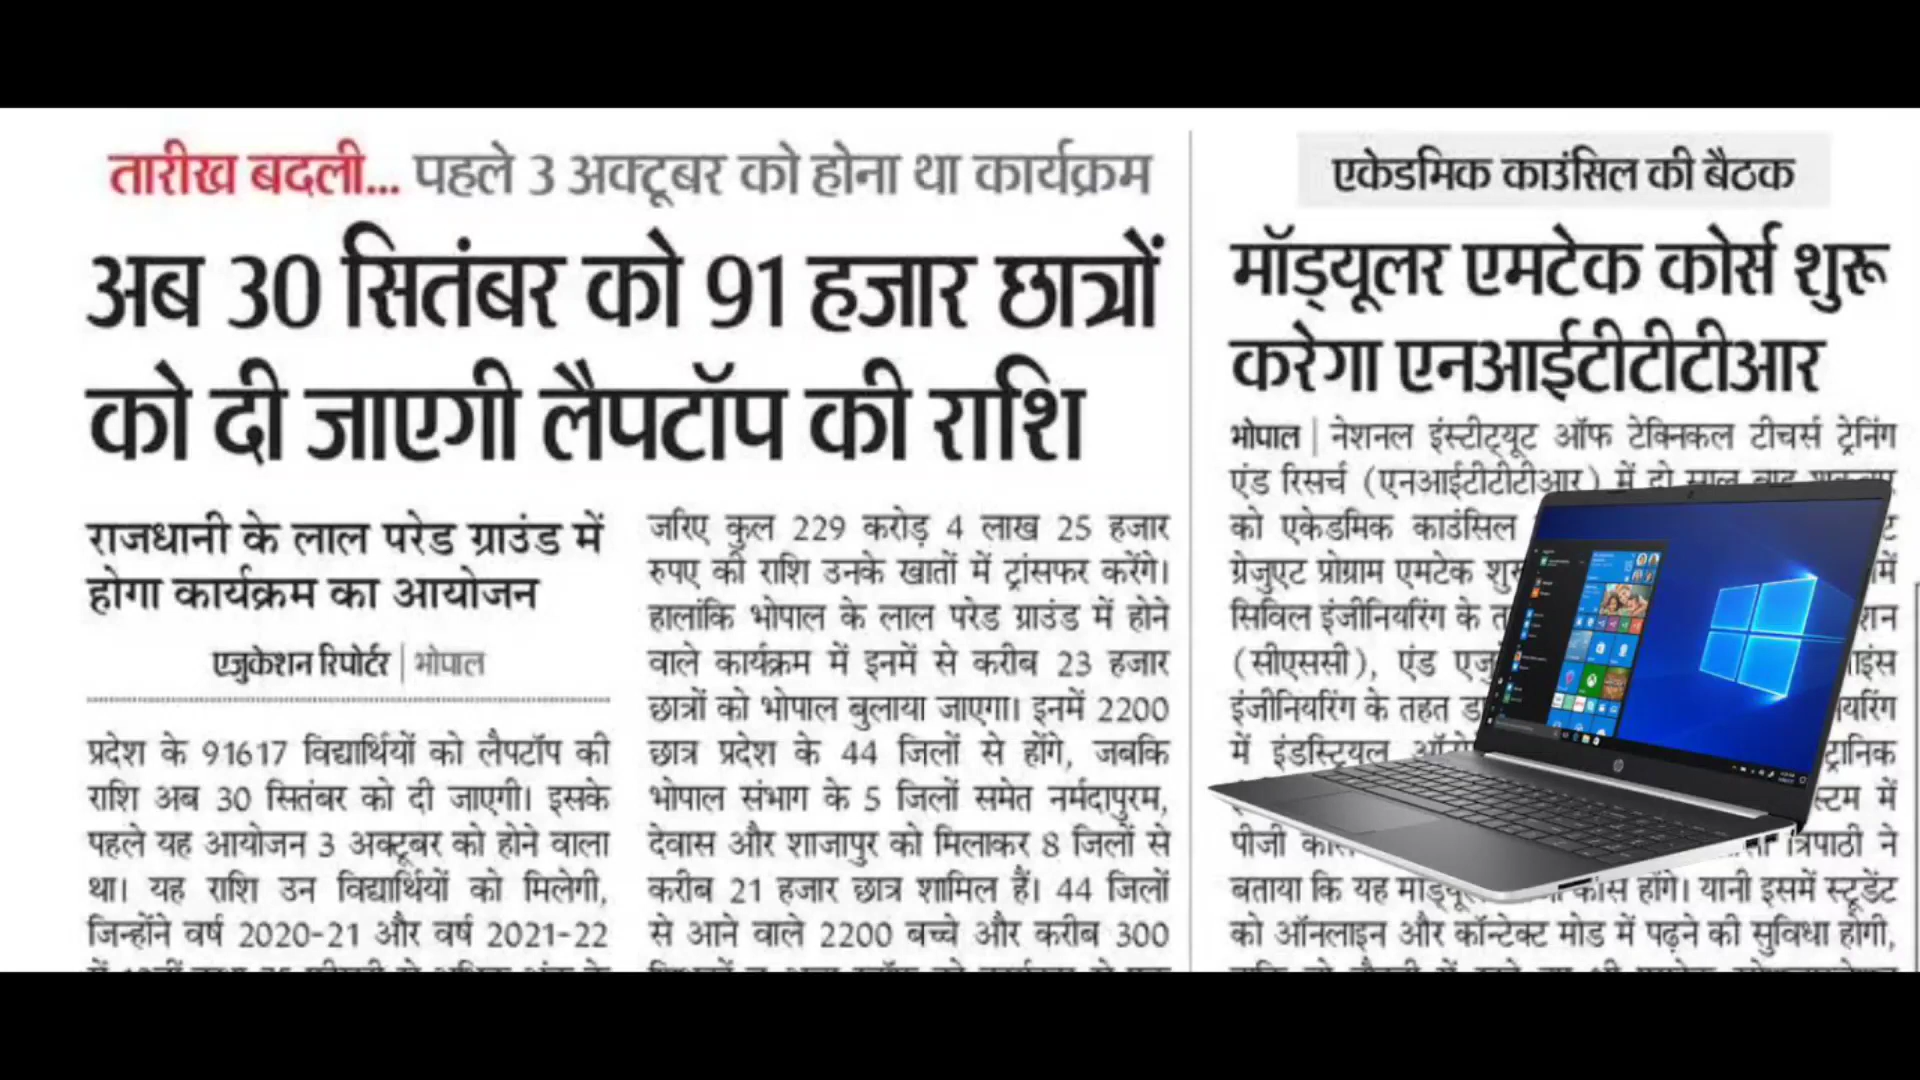 तारीख बदली... पहले 3 अक्टूबर को होना था कार्यक्रम
अब 30 सितंबर को 91 हजार छात्रों
को दी जाएगी लैपटॉप की राशि
राजधानी के लाल परेड ग्राउंड में
होगा कार्यक्रम का आयोजन
एजुकेशन रिपोर्टर | भोपाल
प्रदेश के 91617 विद्यार्थियों को लैपटॉप की
राशि अब 30 सितंबर को दी जाएगी। इसके
पहले यह आयोजन 3 अक्टूबर को होने वाला
था। यह राशि उन विद्यार्थियों को मिलेगी,
जिन्होंने वर्ष 2020-21 और वर्ष 2021-22
जरिए कुल 229 करोड़ 4 लाख 25 हजार
रुपए की राशि उनके खातों में ट्रांसफर करेंगे।
हालांकि भोपाल के लाल परेड ग्राउंड में होने
वाले कार्यक्रम में इनमें से करीब 23 हजार
छात्रों को भोपाल बुलाया जाएगा। इनमें 2200
छात्र प्रदेश के 44 जिलों से होंगे, जबकि
भोपाल संभाग के 5 जिलों समेत नर्मदापुरम,
देवास और शाजापुर को मिलाकर 8 जिलों से
करीब 21 हजार छात्र शामिल हैं। 44 जिलों
से आने वाले 2200 बच्चे और करीब 300
एकेडमिक काउंसिल की बैठक
मॉड्यूलर एमटेक कोर्स शुरू
करेगा एनआईटीटीटीआर
भोपाल | नेशनल इंस्टीट्यूट ऑफ टेक्निकल टीचर्स ट्रेनिंग
एंड रिसर्च (एनआईटीटीटीआर) में दो साल बाद
को एकेडमिक काउंसिल
ग्रेजुएट प्रोग्राम एमटेक में
सिविल इंजीनियरिंग के
(सीएससी), एंड
इंजीनियरिंग के तहत
में इंडस्ट्रियल
में
पीजी त्रिपाठी ने
बताया कि यह होंगे। यानी इसमें स्टूडेंट
को ऑनलाइन और कॉन्टेक्ट मोड में पढ़ने की सुविधा होगी,